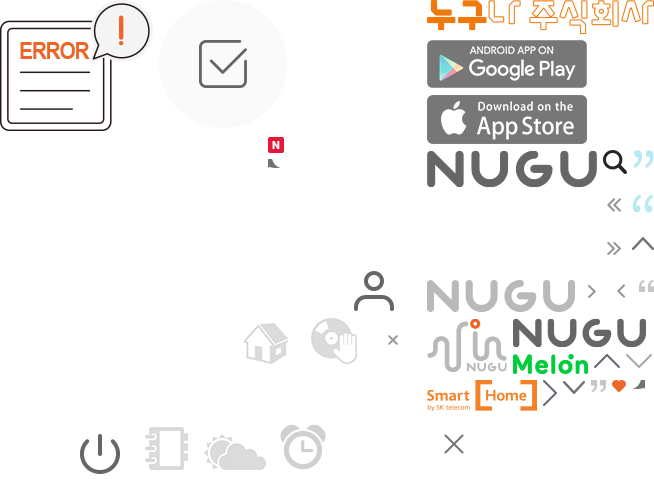 ERROR
!
N
누구나 주식회사
ANDROID APP ON
Google Play
Download on the
App Store
NUGU
NUGU
NUGU
NUGU
Melon
Smart [Home]
by SK telecom